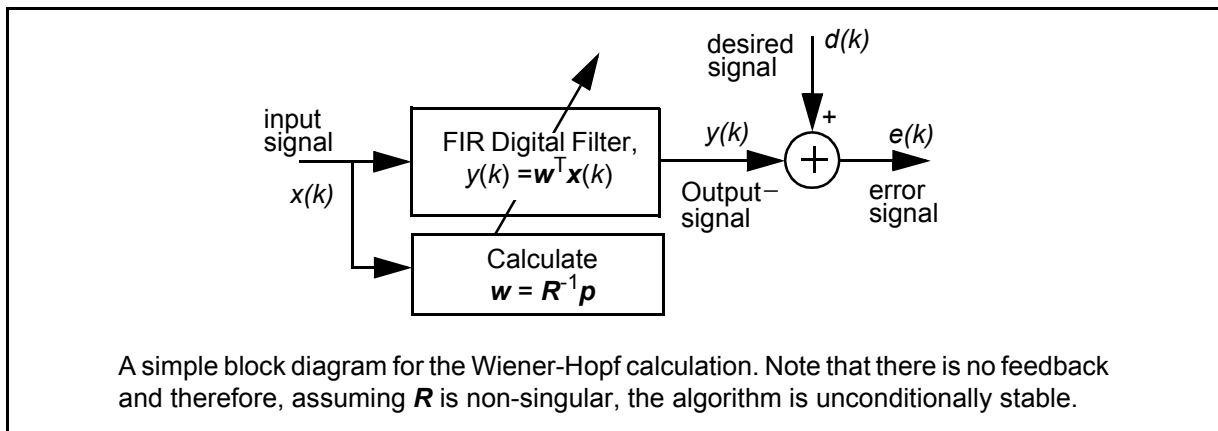 desired
signal
d(k)
+
input
signal
x(k)
FIR Digital Filter,
y(k) =wᵀx(k)
y(k)
Output–
signal
+
e(k)
error
signal
Calculate
w = R⁻¹p
A simple block diagram for the Wiener-Hopf calculation. Note that there is no feedback
and therefore, assuming R is non-singular, the algorithm is unconditionally stable.